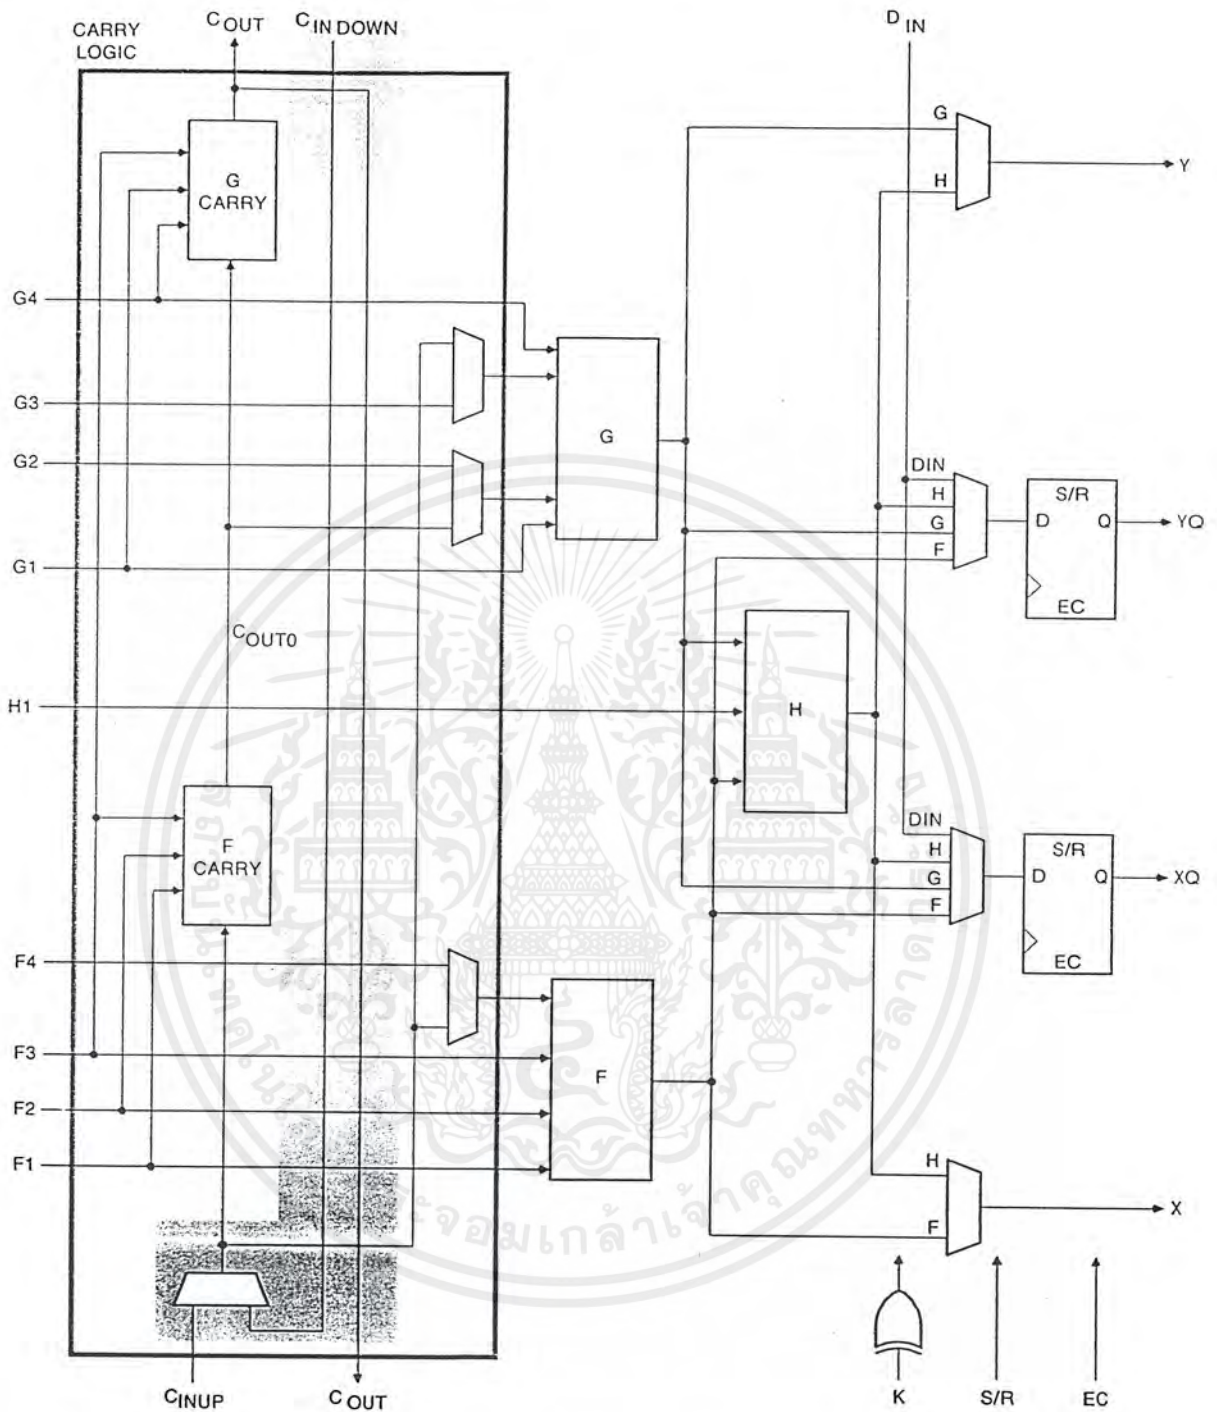 CARRY
LOGIC
C OUT
C IN DOWN
D IN
G
CARRY
G
H
Y
G4
G3
G2
G
DIN
H
G
F
S/R
D
Q
EC
YQ
G1
C OUT0
H1
H
F
CARRY
DIN
H
G
F
S/R
D
Q
EC
XQ
F4
F3
F
F2
F1
H
F
X
C INUP
C OUT
K
S/R
EC